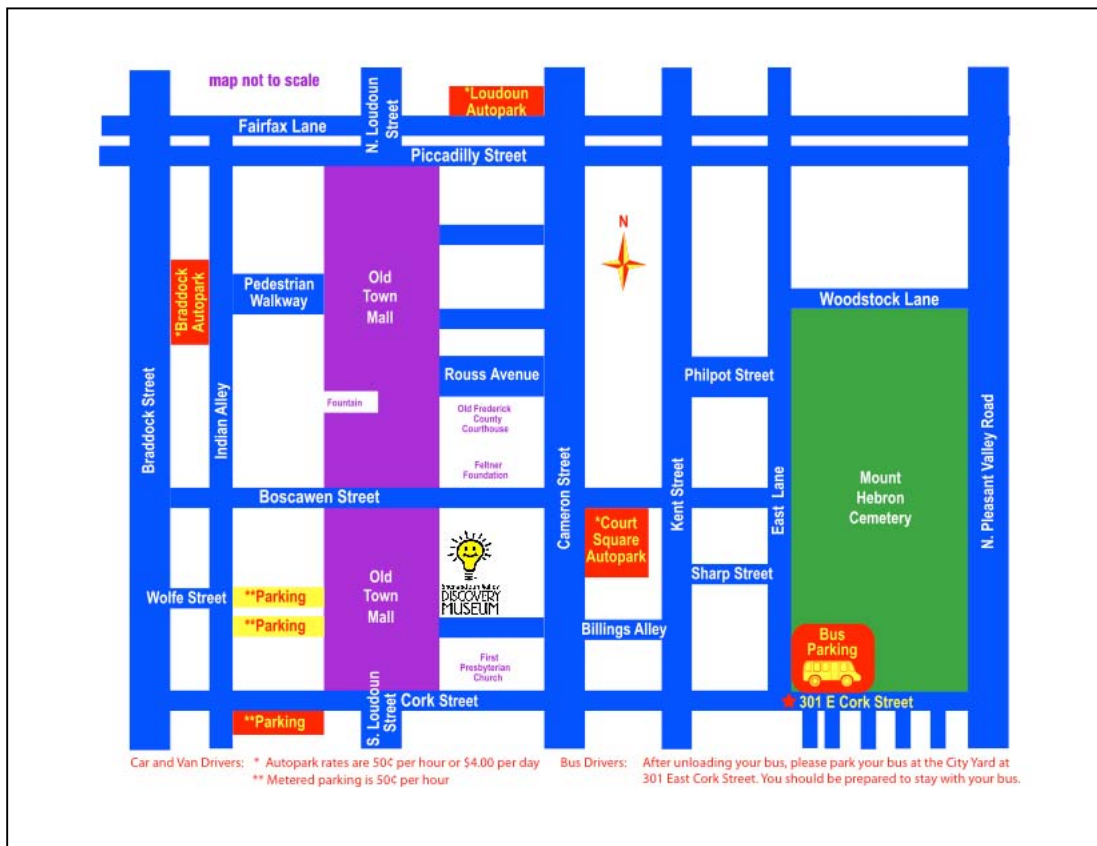 map not to scale
N. Loudoun
Street
*Loudoun
Autopark
Fairfax Lane
Piccadilly Street
N
*Braddock
Autopark
Pedestrian
Walkway
Old
Town
Mall
Woodstock Lane
Rouss Avenue
Philpot Street
Fountain
Old Frederick
County
Courthouse
Feltner
Foundation
Braddock Street
Indian Alley
Cameron Street
Kent Street
East Lane
Mount
Hebron
Cemetery
N. Pleasant Valley Road
Boscawen Street
*Court
Square
Autopark
Shenandoah Valley
DISCOVERY
MUSEUM
Sharp Street
Wolfe Street
**Parking
**Parking
Old
Town
Mall
Billings Alley
Bus
Parking
First
Presbyterian
Church
S. Loudoun
Street
Cork Street
301 E Cork Street
**Parking
Car and Van Drivers: * Autopark rates are 50¢ per hour or $4.00 per day
** Metered parking is 50¢ per hour
Bus Drivers: After unloading your bus, please park your bus at the City Yard at
301 East Cork Street. You should be prepared to stay with your bus.